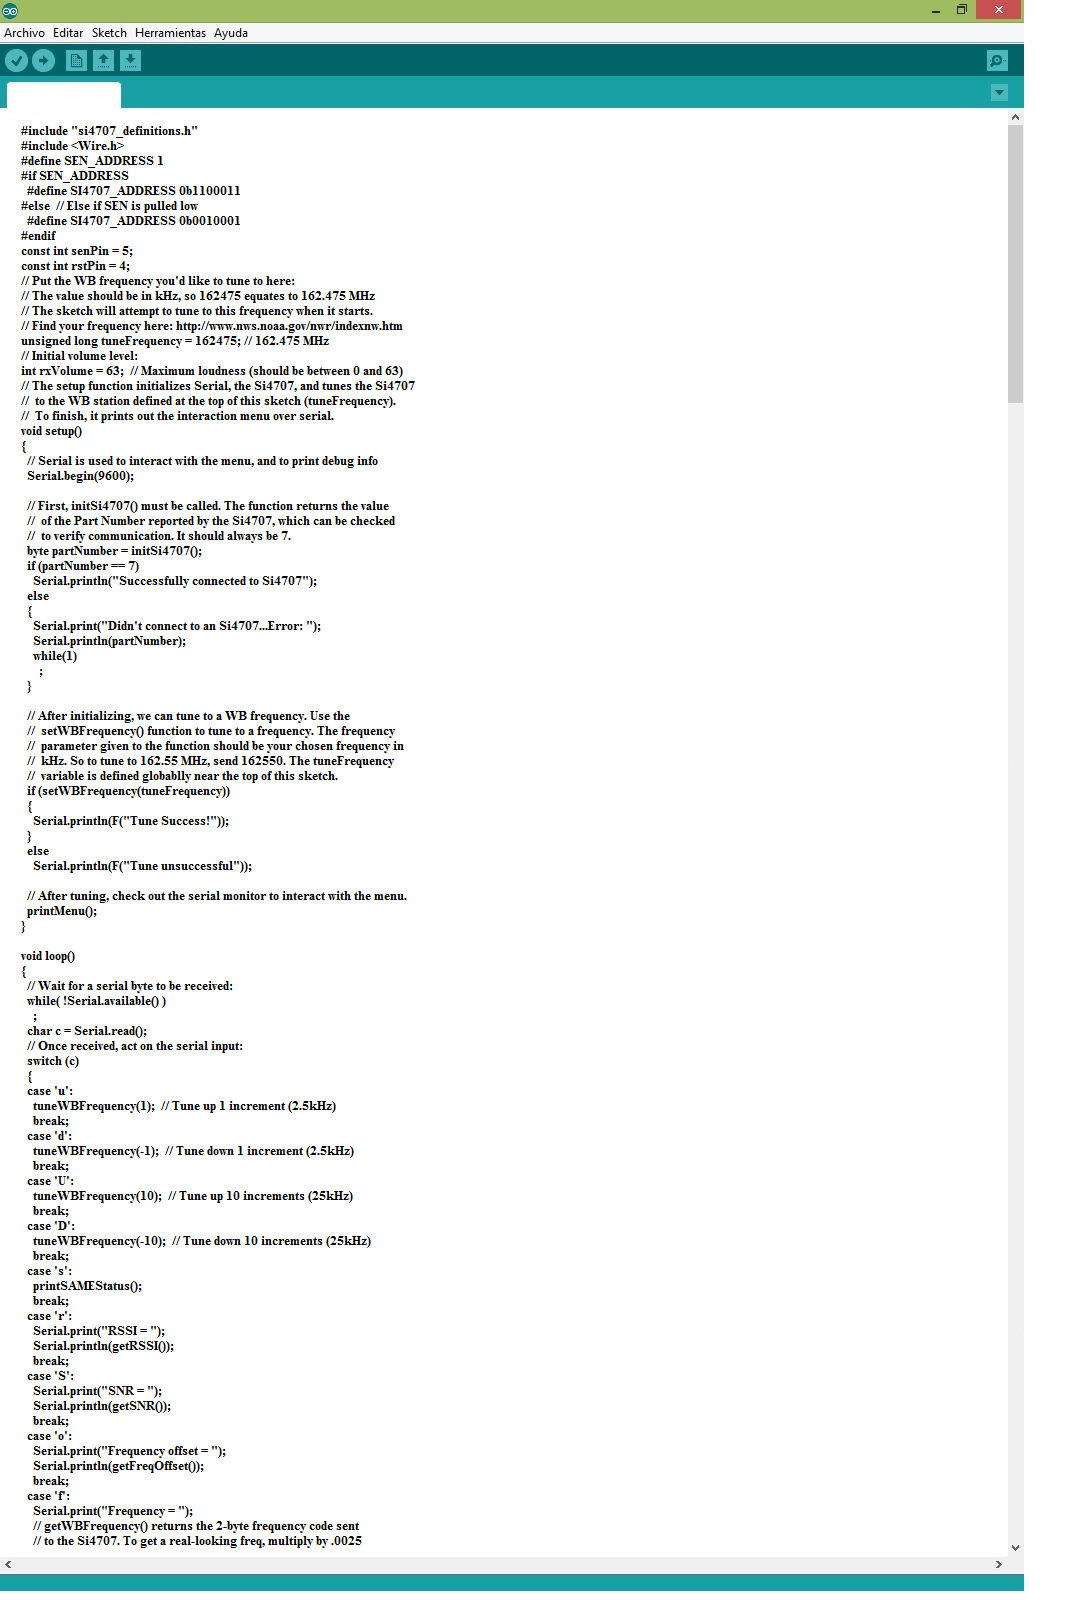 Archivo Editar Sketch Herramientas Ayuda
#include "si4707_definitions.h"
#include <Wire.h>
#define SEN_ADDRESS 1
#if SEN_ADDRESS
  #define SI4707_ADDRESS 0b1100011
#else  // Else if SEN is pulled low
  #define SI4707_ADDRESS 0b0010001
#endif
const int senPin = 5;
const int rstPin = 4;
// Put the WB frequency you'd like to tune to here:
// The value should be in kHz, so 162475 equates to 162.475 MHz
// The sketch will attempt to tune to this frequency when it starts.
// Find your frequency here: http://www.nws.noaa.gov/nwr/indexnw.htm
unsigned long tuneFrequency = 162475; // 162.475 MHz
// Initial volume level:
int rxVolume = 63;  // Maximum loudness (should be between 0 and 63)
// The setup function initializes Serial, the Si4707, and tunes the Si4707
//  to the WB station defined at the top of this sketch (tuneFrequency).
//  To finish, it prints out the interaction menu over serial.
void setup()
{
  // Serial is used to interact with the menu, and to print debug info
  Serial.begin(9600);

  // First, initSi4707() must be called. The function returns the value
  //  of the Part Number reported by the Si4707, which can be checked
  //  to verify communication. It should always be 7.
  byte partNumber = initSi4707();
  if (partNumber == 7)
    Serial.println("Successfully connected to Si4707");
  else
  {
    Serial.print("Didn't connect to an Si4707...Error: ");
    Serial.println(partNumber);
    while(1)
      ;
  }

  // After initializing, we can tune to a WB frequency. Use the
  //  setWBFrequency() function to tune to a frequency. The frequency
  //  parameter given to the function should be your chosen frequency in
  //  kHz. So to tune to 162.55 MHz, send 162550. The tuneFrequency
  //  variable is defined globablly near the top of this sketch.
  if (setWBFrequency(tuneFrequency))
  {
    Serial.println(F("Tune Success!"));
  }
  else
    Serial.println(F("Tune unsuccessful"));

  // After tuning, check out the serial monitor to interact with the menu.
  printMenu();
}

void loop()
{
  // Wait for a serial byte to be received:
  while( !Serial.available() )
    ;
  char c = Serial.read();
  // Once received, act on the serial input:
  switch (c)
  {
  case 'u':
    tuneWBFrequency(1);  // Tune up 1 increment (2.5kHz)
    break;
  case 'd':
    tuneWBFrequency(-1);  // Tune down 1 increment (2.5kHz)
    break;
  case 'U':
    tuneWBFrequency(10);  // Tune up 10 increments (25kHz)
    break;
  case 'D':
    tuneWBFrequency(-10);  // Tune down 10 increments (25kHz)
    break;
  case 's':
    printSAMEStatus();
    break;
  case 'r':
    Serial.print("RSSI = ");
    Serial.println(getRSSI());
    break;
  case 'S':
    Serial.print("SNR = ");
    Serial.println(getSNR());
    break;
  case 'o':
    Serial.print("Frequency offset = ");
    Serial.println(getFreqOffset());
    break;
  case 'f':
    Serial.print("Frequency = ");
    // getWBFrequency() returns the 2-byte frequency code sent
    // to the Si4707. To get a real-looking freq, multiply by .0025